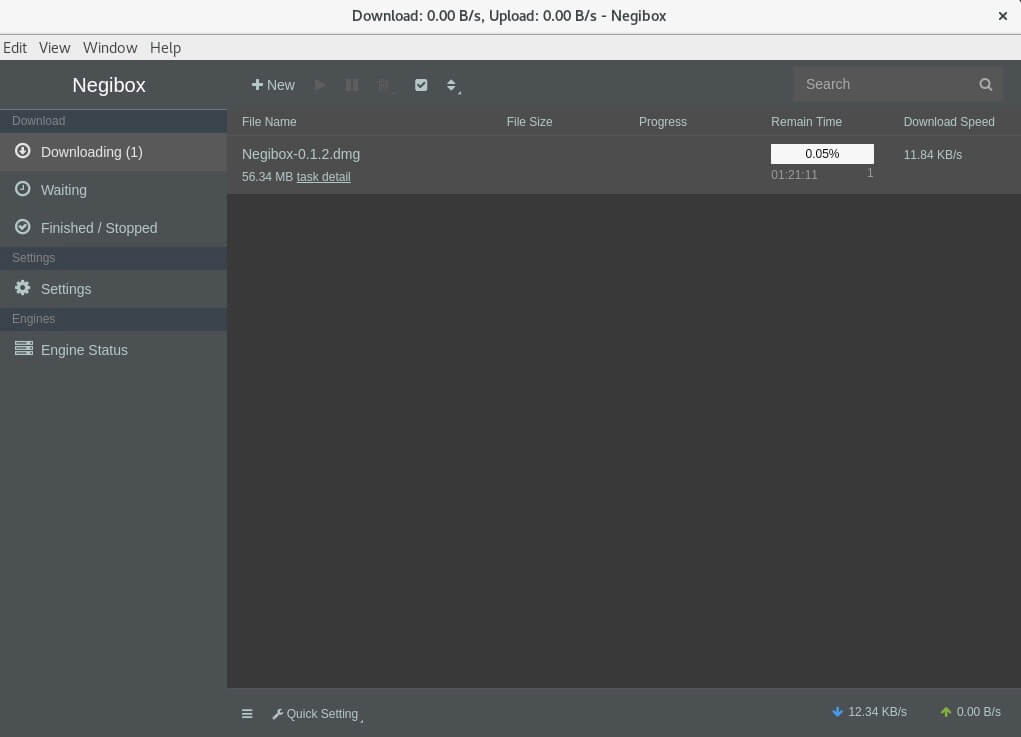 Download: 0.00 B/s, Upload: 0.00 B/s - Negibox
Edit View Window Help
Negibox
New
Search
Download
File Name File Size Progress Remain Time Download Speed
Downloading (1)
Negibox-0.1.2.dmg 0.05% 11.84 KB/s
56.34 MB task detail 01:21:11 1
Waiting
Finished / Stopped
Settings
Settings
Engines
Engine Status
Quick Setting 12.34 KB/s 0.00 B/s